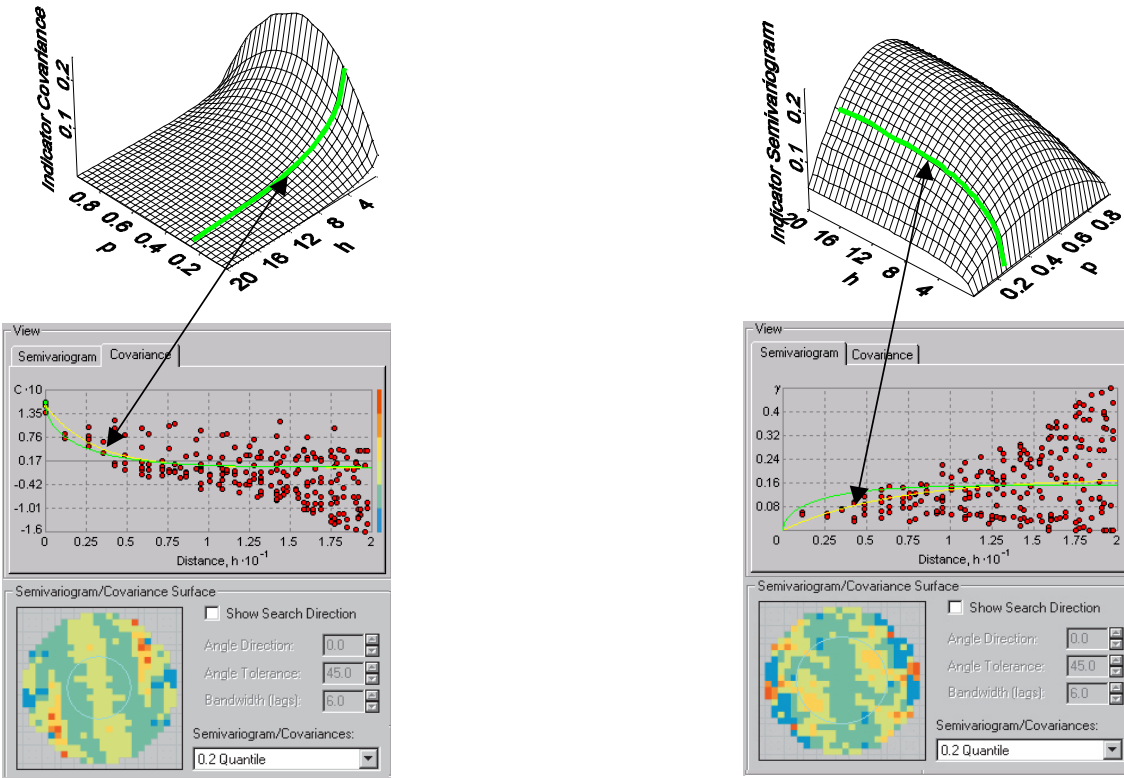 Indicator Covariance
0.2
0.1
0.8 0.6 0.4 0.2
p
20 16 12 8 4
h
View
Semivariogram Covariance
C·10
1.35
0.76
0.17
-0.42
-1.01
-1.6
0 0.25 0.5 0.75 1 1.25 1.5 1.75 2
Distance, h·10⁻¹
Semivariogram/Covariance Surface
Show Search Direction
Angle Direction: 0.0
Angle Tolerance: 45.0
Bandwidth (lags): 6.0
Semivariogram/Covariances:
0.2 Quantile
Indicator Semivariogram
0.2
0.1
20 16 12 8 4
h
0.2 0.4 0.6 0.8
p
View
Semivariogram Covariance
γ
0.4
0.32
0.24
0.16
0.08
0 0.25 0.5 0.75 1 1.25 1.5 1.75 2
Distance, h·10⁻¹
Semivariogram/Covariance Surface
Show Search Direction
Angle Direction: 0.0
Angle Tolerance: 45.0
Bandwidth (lags): 6.0
Semivariogram/Covariances:
0.2 Quantile